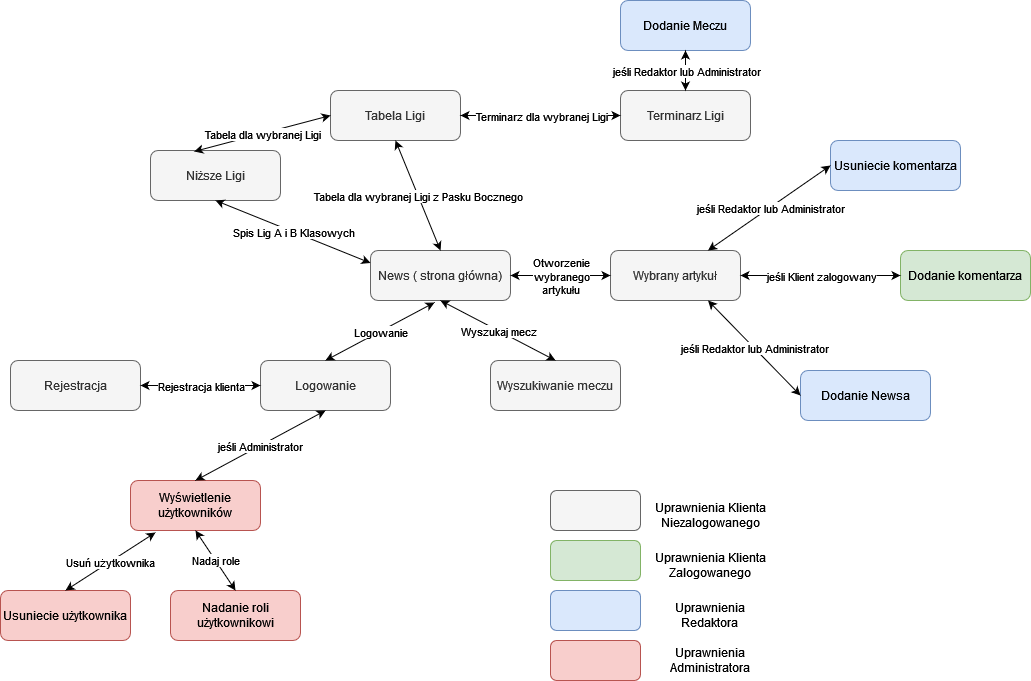 Dodanie Meczu
jeśli Redaktor lub Administrator
Tabela Ligi
Terminarz dla wybranej Ligi
Terminarz Ligi
Tabela dla wybranej Ligi
Niższe Ligi
Usuniecie komentarza
Tabela dla wybranej Ligi z Pasku Bocznego
jeśli Redaktor lub Administrator
Spis Lig A i B Klasowych
News ( strona główna)
Otworzenie
wybranego
artykułu
Wybrany artykuł
jeśli Klient zalogowany
Dodanie komentarza
Logowanie
Wyszukaj mecz
jeśli Redaktor lub Administrator
Rejestracja
Rejestracja klienta
Logowanie
Wyszukiwanie meczu
Dodanie Newsa
jeśli Administrator
Wyświetlenie
użytkowników
Usuń użytkownika
Nadaj role
Usuniecie użytkownika
Nadanie roli
użytkownikowi
Uprawnienia Klienta
Niezalogowanego
Uprawnienia Klienta
Zalogowanego
Uprawnienia
Redaktora
Uprawnienia
Administratora